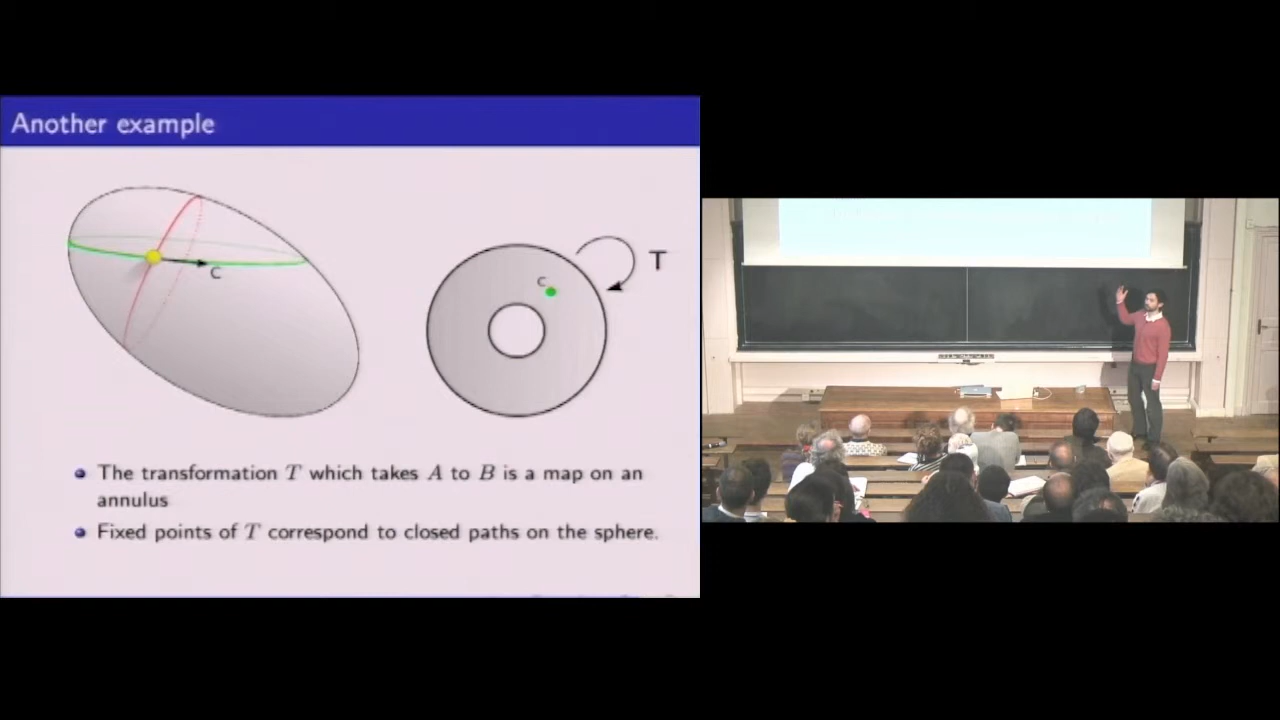 Another example
C
C
T
The transformation T which takes A to B is a map on an
annulus
Fixed points of T correspond to closed paths on the sphere.